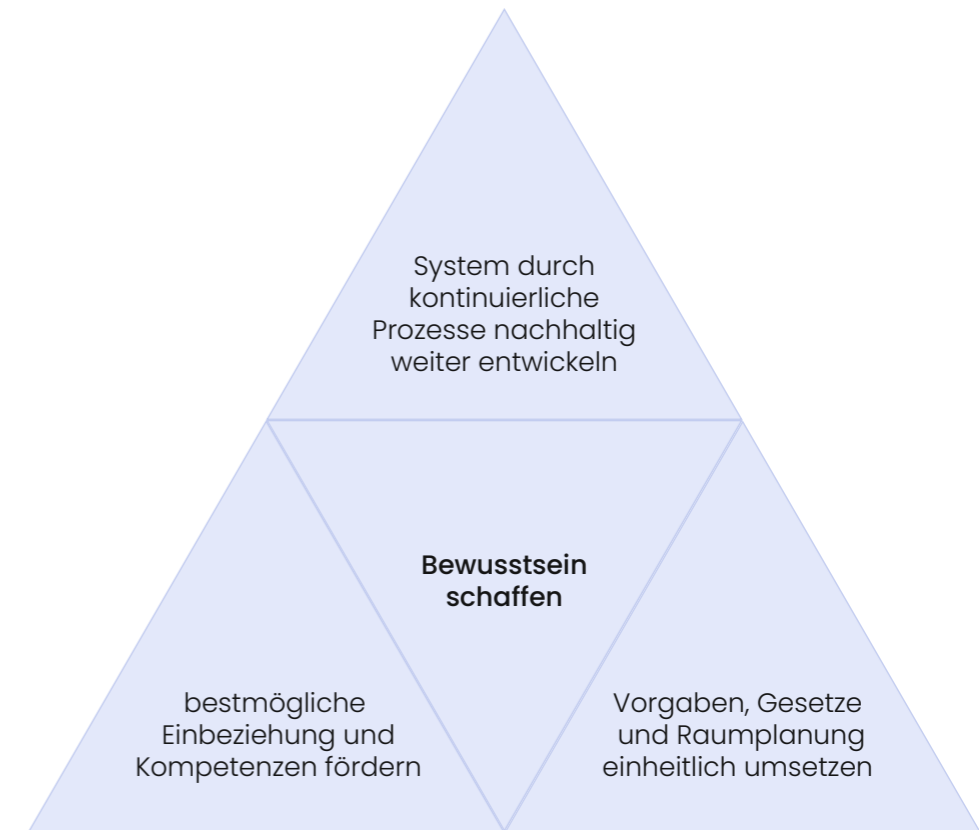 System durch
kontinuierliche
Prozesse nachhaltig
weiter entwickeln
Bewusstsein
schaffen
bestmögliche
Einbeziehung und
Kompetenzen fördern
Vorgaben, Gesetze
und Raumplanung
einheitlich umsetzen